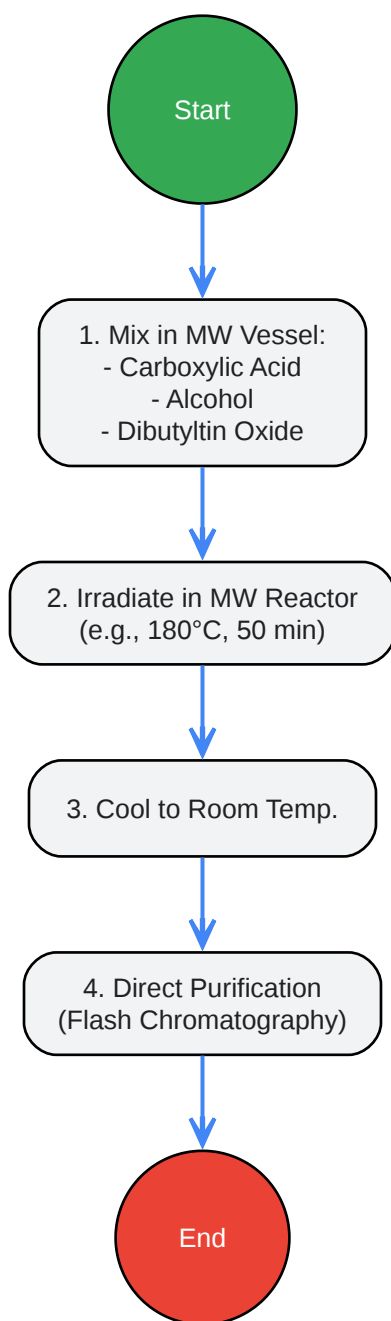 Start
1. Mix in MW Vessel:
- Carboxylic Acid
- Alcohol
- Dibutyltin Oxide
2. Irradiate in MW Reactor
(e.g., 180°C, 50 min)
3. Cool to Room Temp.
4. Direct Purification
(Flash Chromatography)
End